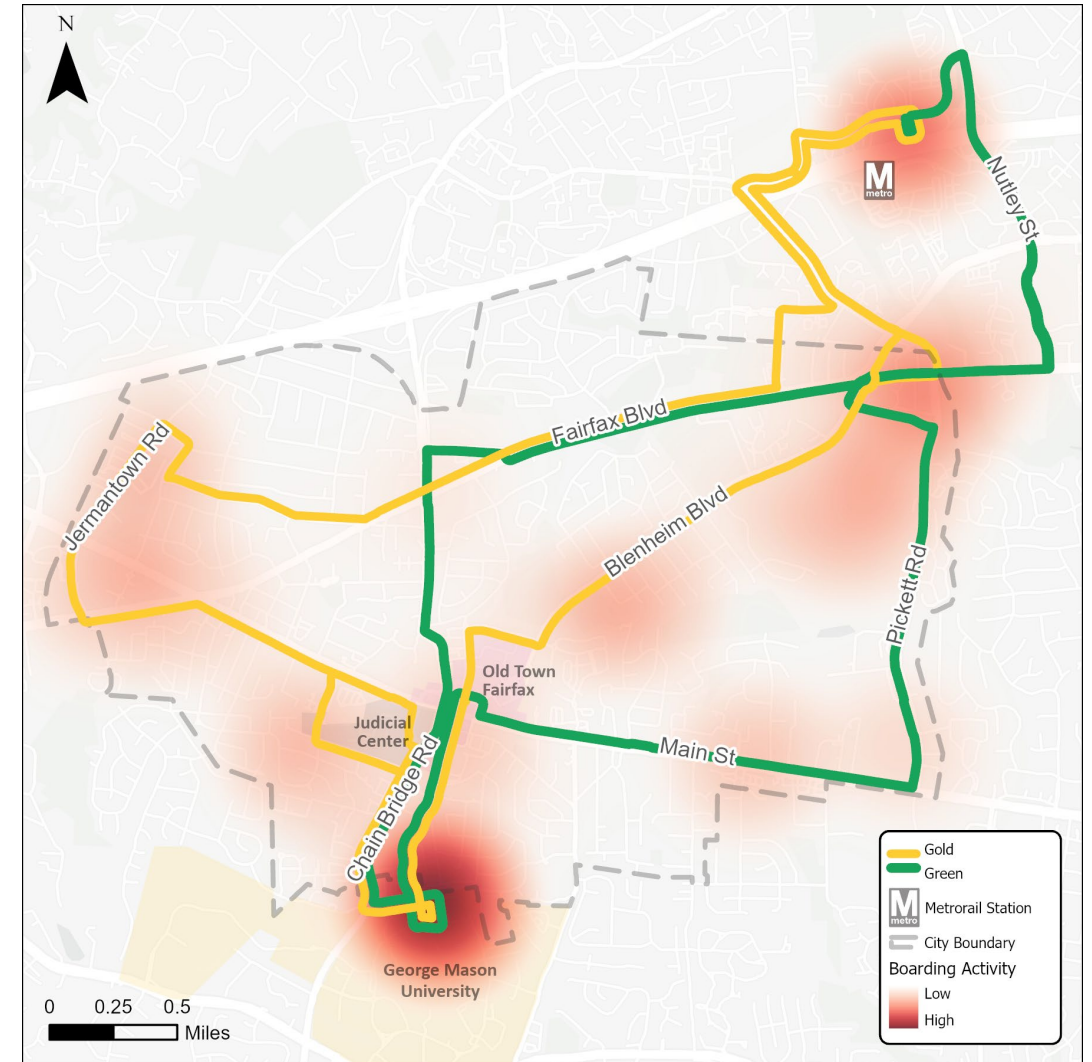 N
M
metro
Nutley St
Fairfax Blvd
Jermantown Rd
Blenheim Blvd
Pickett Rd
Old Town
Fairfax
Judicial
Center
Main St
Chain Bridge Rd
George Mason
University
0 0.25 0.5
Miles
Gold
Green
M
metro
Metrorail Station
City Boundary
Boarding Activity
Low
High